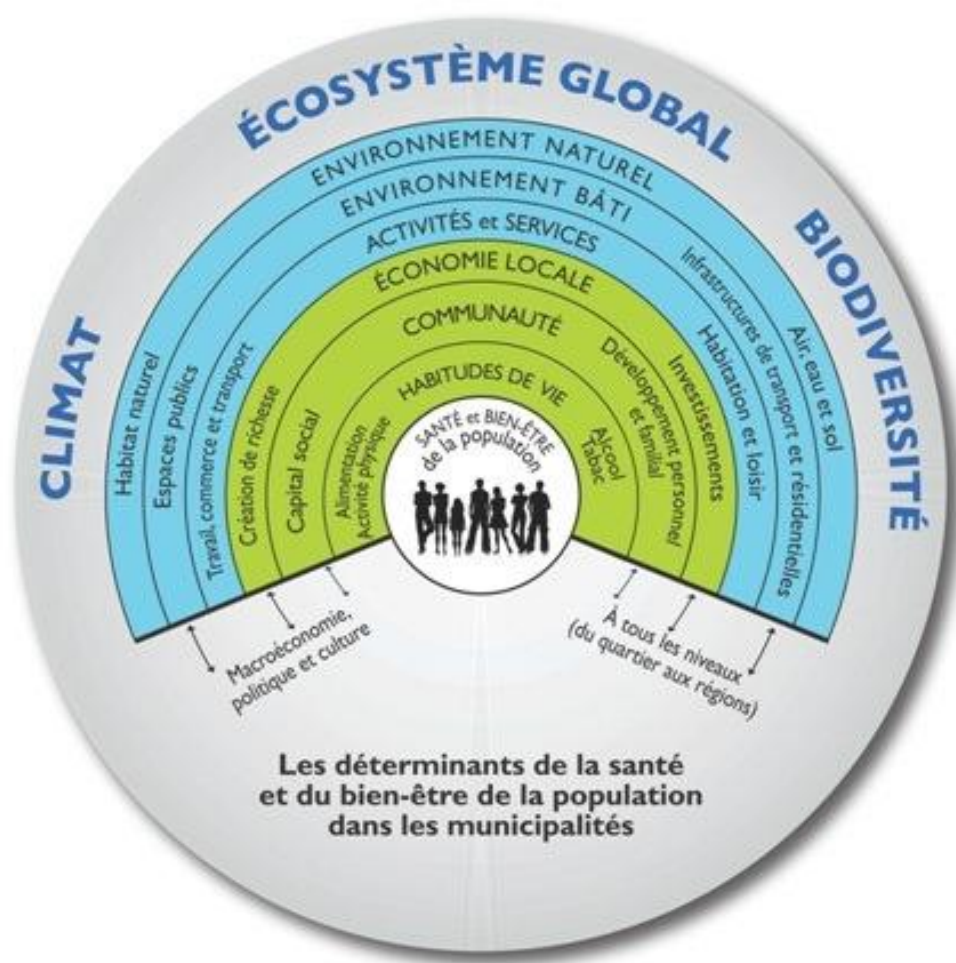 ÉCOSYSTÈME GLOBAL
CLIMAT
BIODIVERSITÉ
ENVIRONNEMENT NATUREL
Habitat naturel
Air, eau et sol
ENVIRONNEMENT BÂTI
Espaces publics
Infrastructures de transport et résidentielles
ACTIVITÉS et SERVICES
Travail, commerce et transport
Habitation et loisir
ÉCONOMIE LOCALE
Création de richesse
Investissements
COMMUNAUTÉ
Capital social
Développement personnel
et familial
HABITUDES DE VIE
Alimentation
Activité physique
Alcool
Tabac
SANTÉ et BIEN-ÊTRE
de la population
Macroéconomie,
politique et culture
À tous les niveaux
(du quartier aux régions)
Les déterminants de la santé
et du bien-être de la population
dans les municipalités